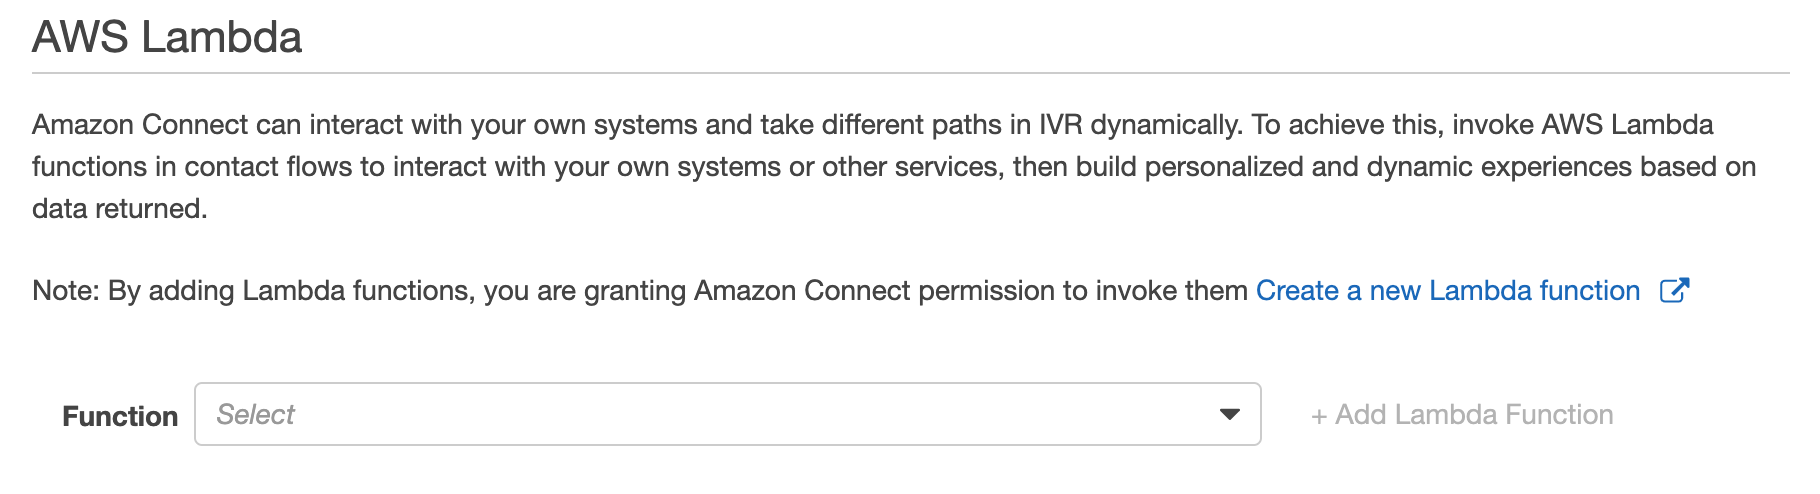 AWS Lambda
Amazon Connect can interact with your own systems and take different paths in IVR dynamically. To achieve this, invoke AWS Lambda
functions in contact flows to interact with your own systems or other services, then build personalized and dynamic experiences based on
data returned.
Note: By adding Lambda functions, you are granting Amazon Connect permission to invoke them Create a new Lambda function
Function Select + Add Lambda Function